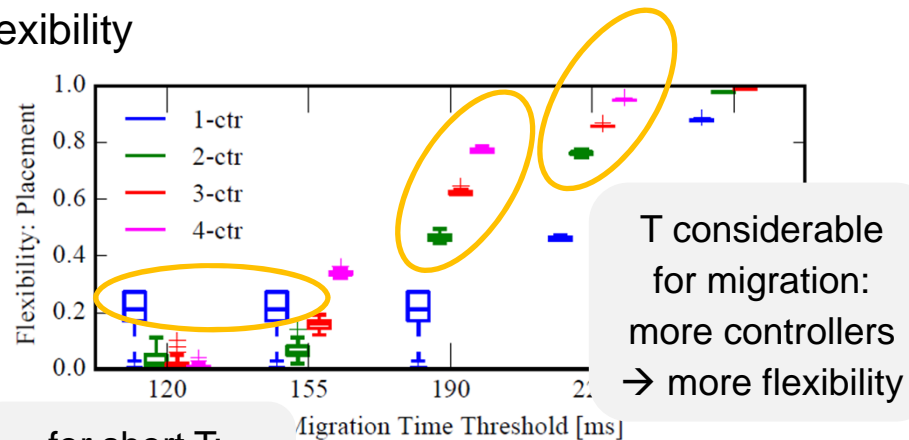 exibility
1.0
0.8
0.6
0.4
0.2
0.0
Flexibility: Placement
1-ctr
2-ctr
3-ctr
4-ctr
120
155
190
22
Migration Time Threshold [ms]
T considerable
for migration:
more controllers
→ more flexibility
for short T: